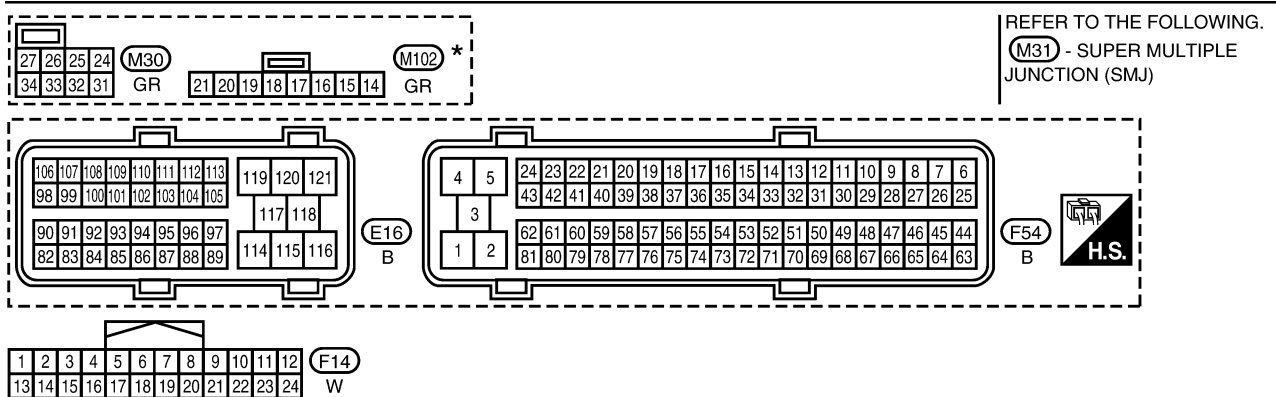 REFER TO THE FOLLOWING.
M31 - SUPER MULTIPLE
JUNCTION (SMJ)
27 26 25 24 M30
34 33 32 31 GR
M102 *
21 20 19 18 17 16 15 14 GR
106 107 108 109 110 111 112 113
98 99 100 101 102 103 104 105
90 91 92 93 94 95 96 97
82 83 84 85 86 87 88 89
119 120 121
117 118
114 115 116
E16
B
4 5
3
1 2
24 23 22 21 20 19 18 17 16 15 14 13 12 11 10 9 8 7 6
43 42 41 40 39 38 37 36 35 34 33 32 31 30 29 28 27 26 25
62 61 60 59 58 57 56 55 54 53 52 51 50 49 48 47 46 45 44
81 80 79 78 77 76 75 74 73 72 71 70 69 68 67 66 65 64 63
F54
B
H.S.
1 2 3 4 5 6 7 8 9 10 11 12 F14
13 14 15 16 17 18 19 20 21 22 23 24 W